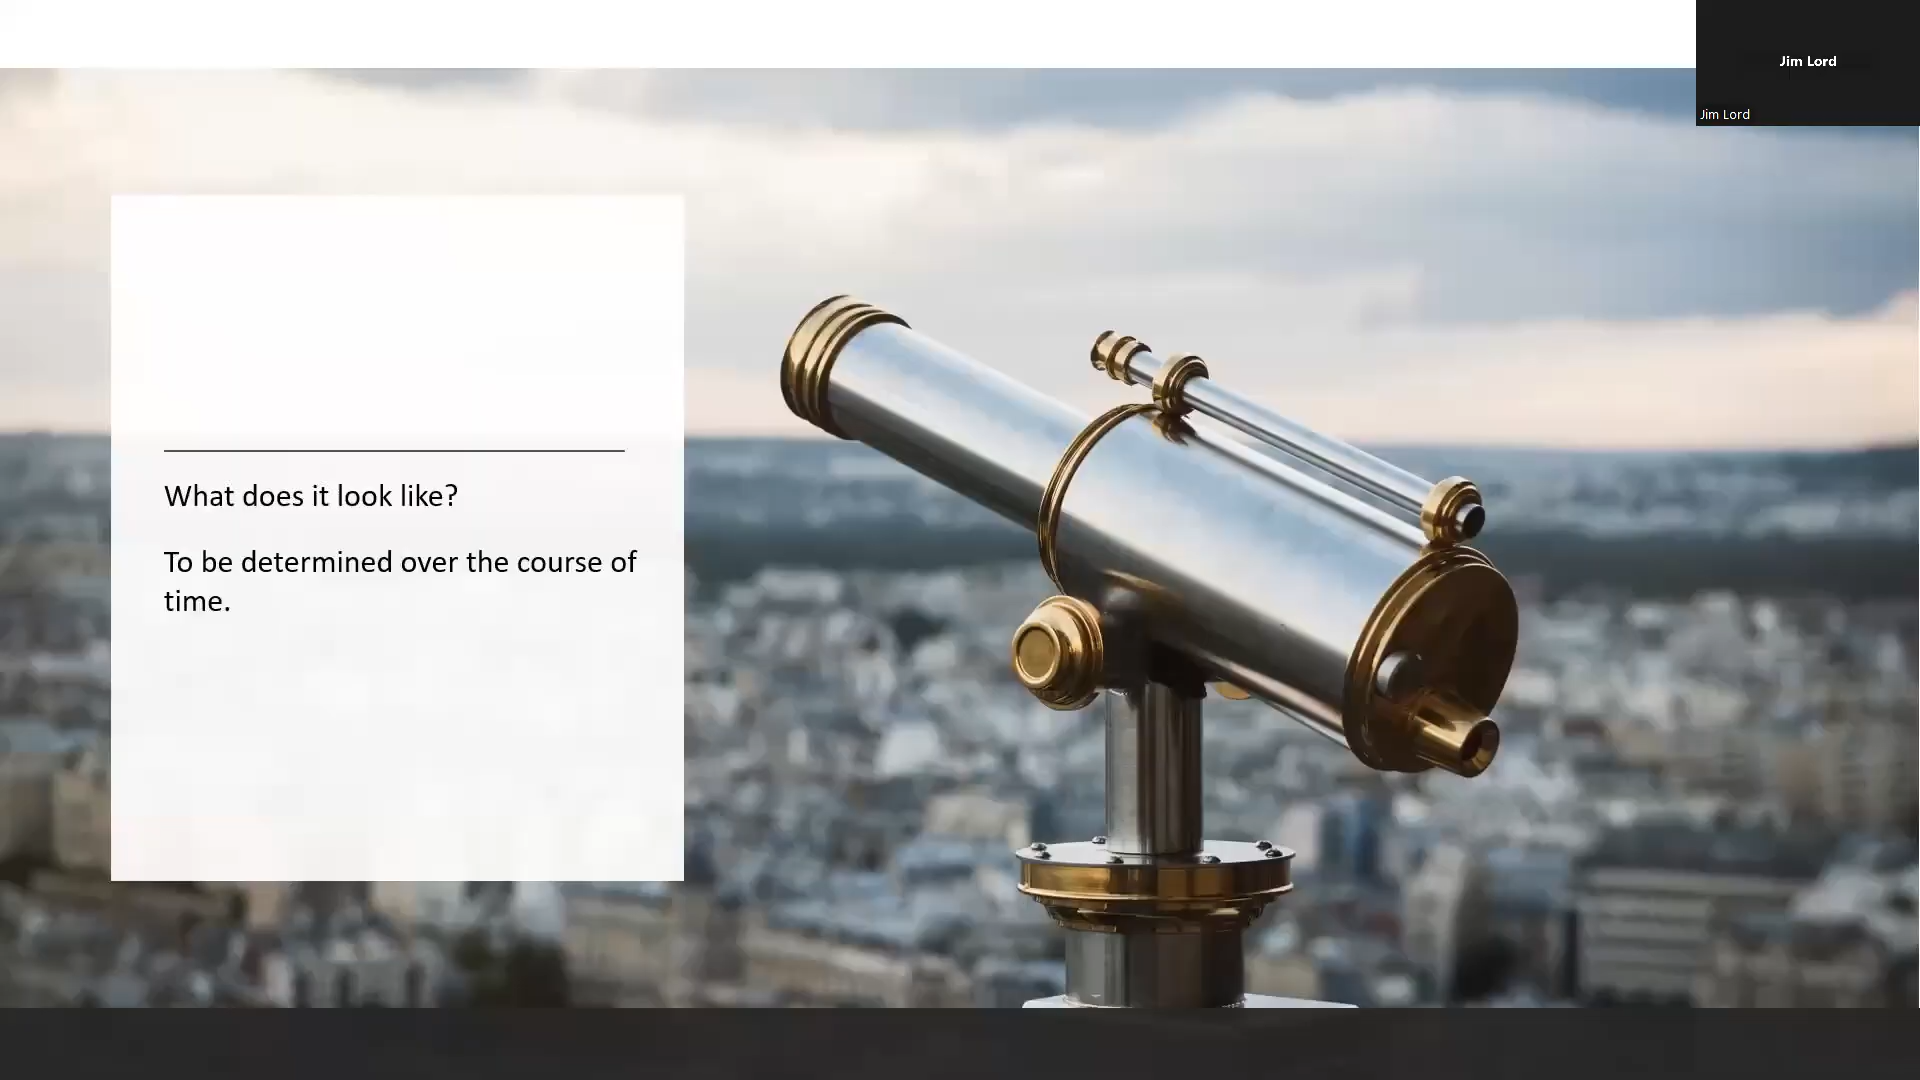 Jim Lord
Jim Lord
What does it look like?
To be determined over the course of
time.